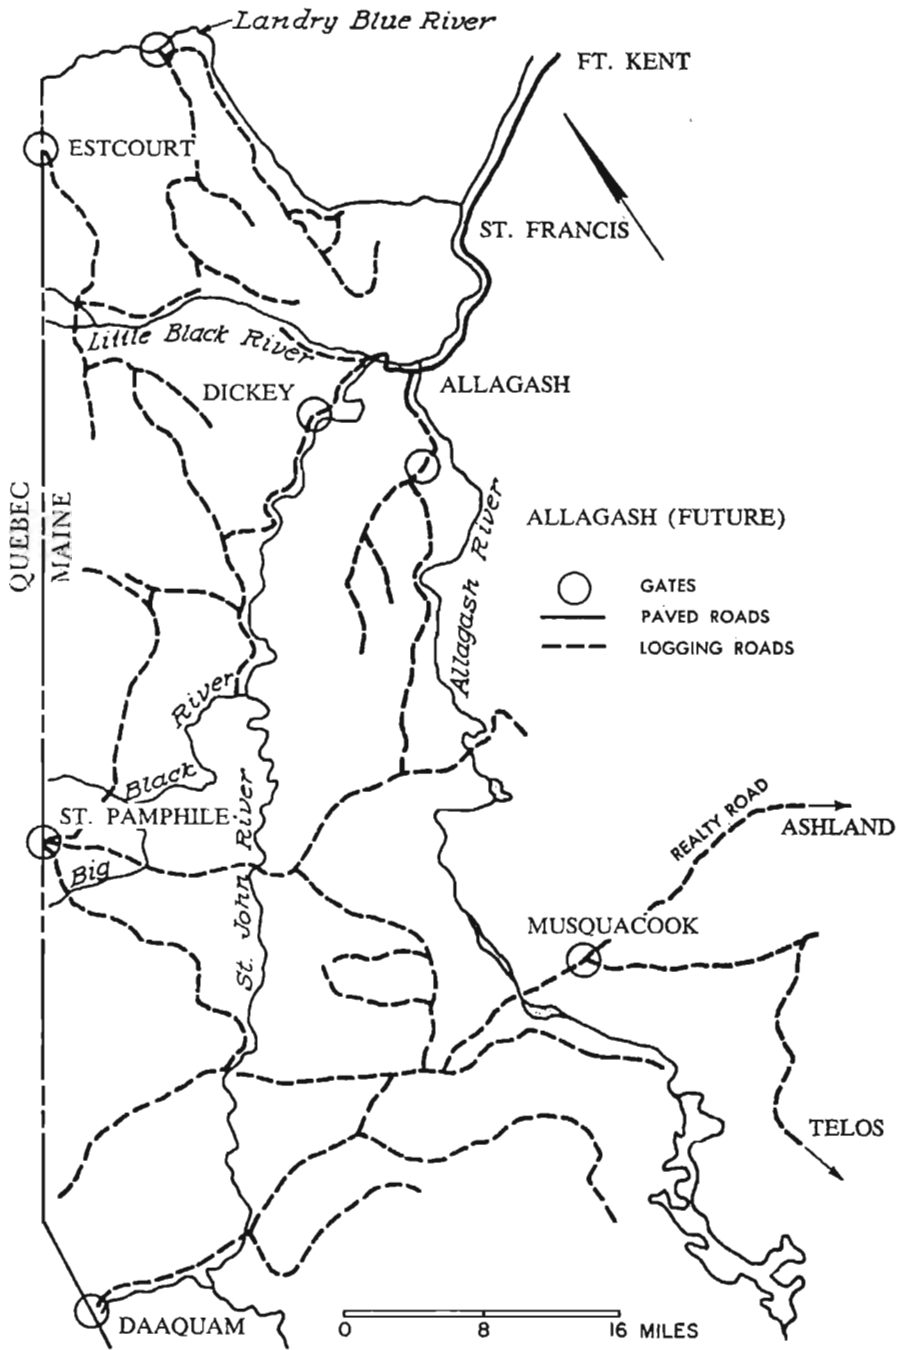 Landry Blue River
FT. KENT
ESTCOURT
ST. FRANCIS
Little Black River
DICKEY
ALLAGASH
QUEBEC
MAINE
Allagash River
ALLAGASH (FUTURE)
GATES
PAVED ROADS
LOGGING ROADS
River
Black
Big
ST. PAMPHILE
St. John River
REALTY ROAD
ASHLAND
MUSQUACOOK
TELOS
DAAQUAM
0 8 16 MILES